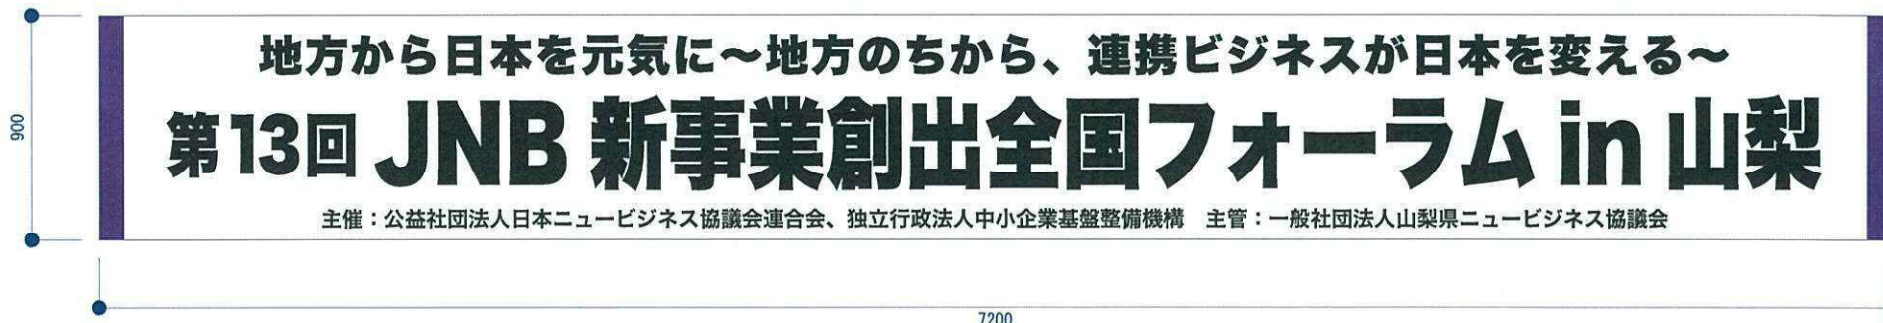 地方から日本を元気に～地方のちから、連携ビジネスが日本を変える～
900
第13回 JNB 新事業創出全国フォーラム in 山梨
主催：公益社団法人日本ニュービジネス協議会連合会、独立行政法人中小企業基盤整備機構　主管：一般社団法人山梨県ニュービジネス協議会
7200